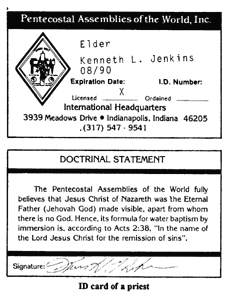 Pentecostal Assemblies of the World, Inc.
Elder
Kenneth L. Jenkins
08/90
Expiration Date: I.D. Number:
X
Licensed Ordained
International Headquarters
3939 Meadows Drive ● Indianapolis, Indiana 46205
(317) 547 - 9541
DOCTRINAL STATEMENT
The Pentecostal Assemblies of the World fully
believes that Jesus Christ of Nazareth was the Eternal
Father (Jehovah God) made visible, apart from whom
there is no God. Hence, its formula for water baptism by
immersion is, according to Acts 2:38, "In the name of
the Lord Jesus Christ for the remission of sins".
Signature:
ID card of a priest